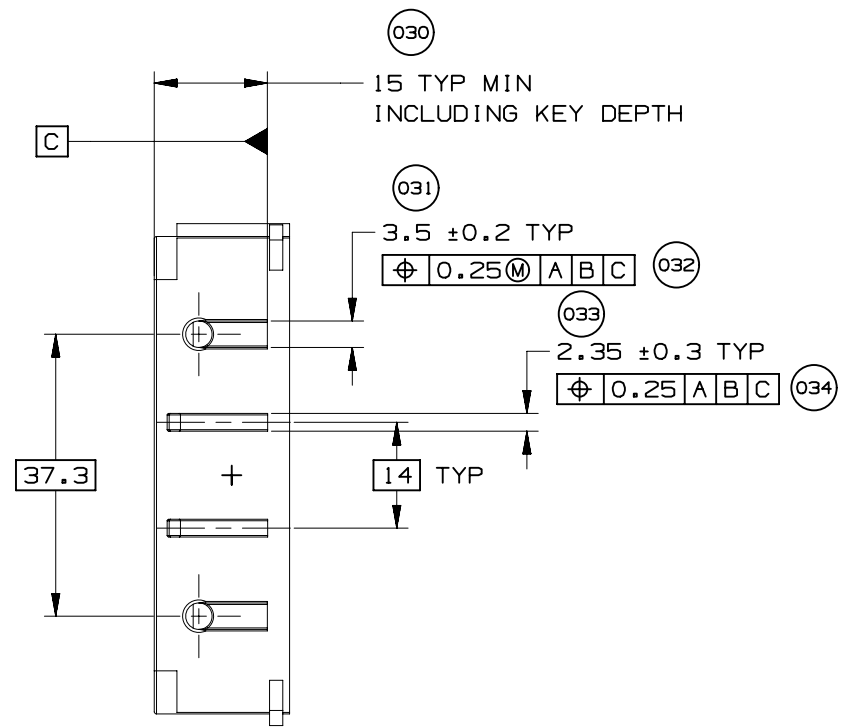 030
15 TYP MIN
INCLUDING KEY DEPTH
C
031
3.5 ±0.2 TYP
⌖ 0.25Ⓜ A B C 032
033
2.35 ±0.3 TYP
⌖ 0.25 A B C 034
37.3
14 TYP